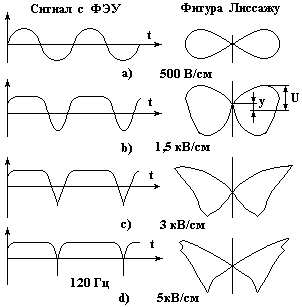 Сигнал с ФЭУ
Фигура Лиссажу
t
a)
500 В/см
t
y
U
b)
1,5 кВ/см
t
c)
3 кВ/см
t
120 Гц
d)
5кВ/см